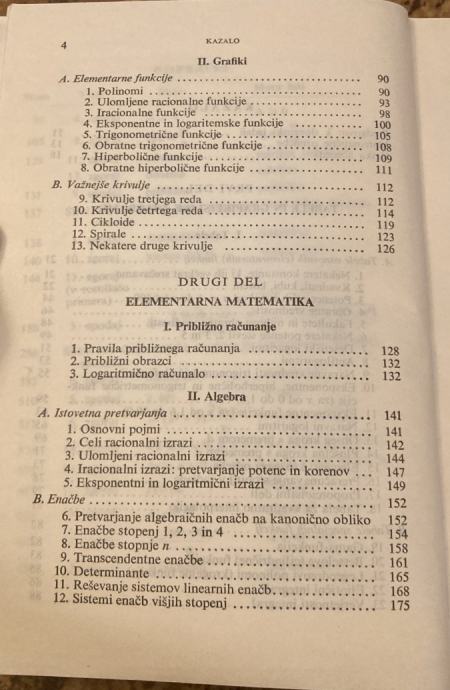 4 KAZALO
II. Grafiki
A. Elementarne funkcije 90
1. Polinomi 90
2. Ulomljene racionalne funkcije 93
3. Iracionalne funkcije 98
4. Eksponentne in logaritemske funkcije 100
5. Trigonometrične funkcije 105
6. Obratne trigonometrične funkcije 108
7. Hiperbolične funkcije 109
8. Obratne hiperbolične funkcije 111
B. Važnejše krivulje 112
9. Krivulje tretjega reda 112
10. Krivulje četrtega reda 114
11. Cikloide 119
12. Spirale 123
13. Nekatere druge krivulje 126
DRUGI DEL
ELEMENTARNA MATEMATIKA
I. Približno računanje
1. Pravila približnega računanja 128
2. Približni obrazci 132
3. Logaritmično računalo 132
II. Algebra
A. Istovetna pretvarjanja 141
1. Osnovni pojmi 141
2. Celi racionalni izrazi 142
3. Ulomljeni racionalni izrazi 144
4. Iracionalni izrazi: pretvarjanje potenc in korenov 147
5. Eksponentni in logaritmični izrazi 149
B. Enačbe 152
6. Pretvarjanje algebraičnih enačb na kanonično obliko 152
7. Enačbe stopenj 1, 2, 3 in 4 154
8. Enačbe stopnje n 158
9. Transcendentne enačbe 161
10. Determinante 165
11. Reševanje sistemov linearnih enačb 168
12. Sistemi enačb višjih stopenj 175